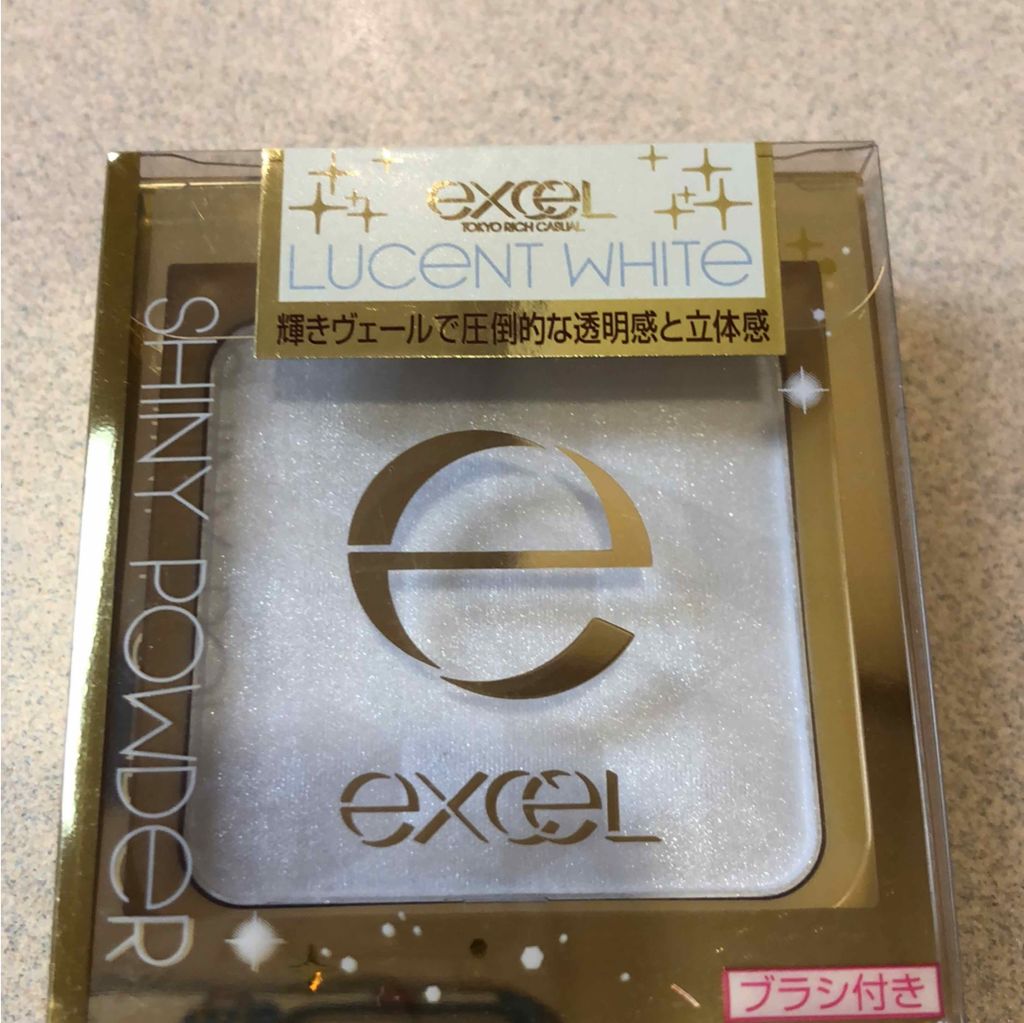 excel
TOKYO RICH CASUAL
LUCENT WHITE
輝きヴェールで圧倒的な透明感と立体感
SHINY POWDER
e
excel
ブラシ付き